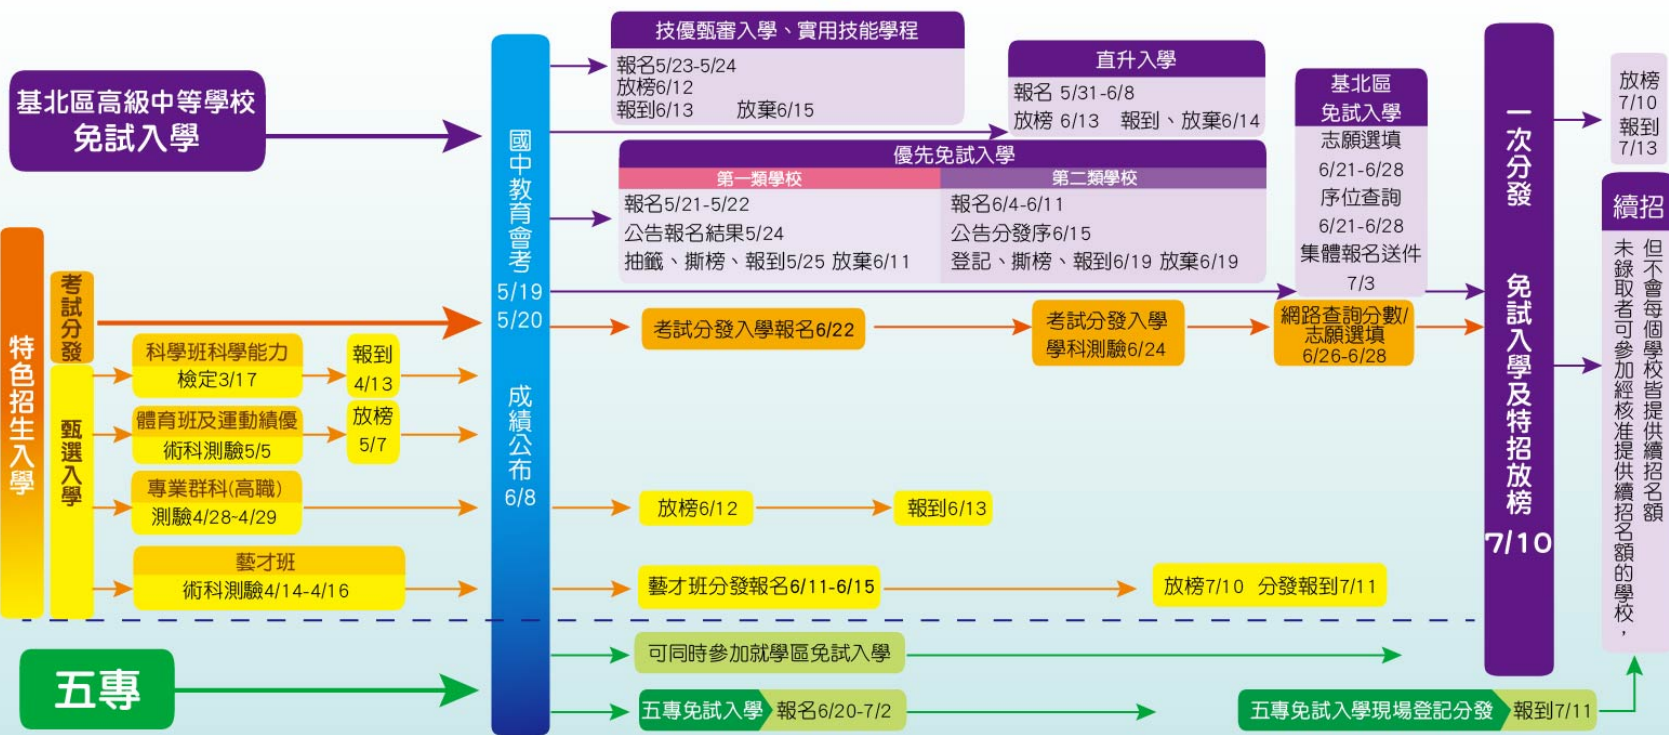 基北區高級中等學校
免試入學
特色招生入學
考試分發
甄選入學
科學班科學能力
檢定3/17
報到
4/13
體育班及運動績優
術科測驗5/5
放榜
5/7
專業群科(高職)
測驗4/28~4/29
藝才班
術科測驗4/14-4/16
五專
國中教育會考
5/19
5/20
成績公布
6/8
技優甄審入學、實用技能學程
報名5/23-5/24
放榜6/12
報到6/13 放棄6/15
直升入學
報名 5/31-6/8
放榜 6/13 報到、放棄6/14
優先免試入學
第一類學校
報名5/21-5/22
公告報名結果5/24
抽籤、撕榜、報到5/25 放棄6/11
第二類學校
報名6/4-6/11
公告分發序6/15
登記、撕榜、報到6/19 放棄6/19
基北區
免試入學
志願選填
6/21-6/28
序位查詢
6/21-6/28
集體報名送件
7/3
考試分發入學報名6/22
考試分發入學
學科測驗6/24
網路查詢分數/
志願選填
6/26-6/28
放榜6/12
報到6/13
藝才班分發報名6/11-6/15
放榜7/10 分發報到7/11
可同時參加就學區免試入學
五專免試入學 報名6/20-7/2
五專免試入學現場登記分發 報到7/11
一次分發
免試入學及特招放榜
7/10
放榜
7/10
報到
7/13
續招
未錄取者可參加經核准提供續招名額的學校，
但不會每個學校皆提供續招名額